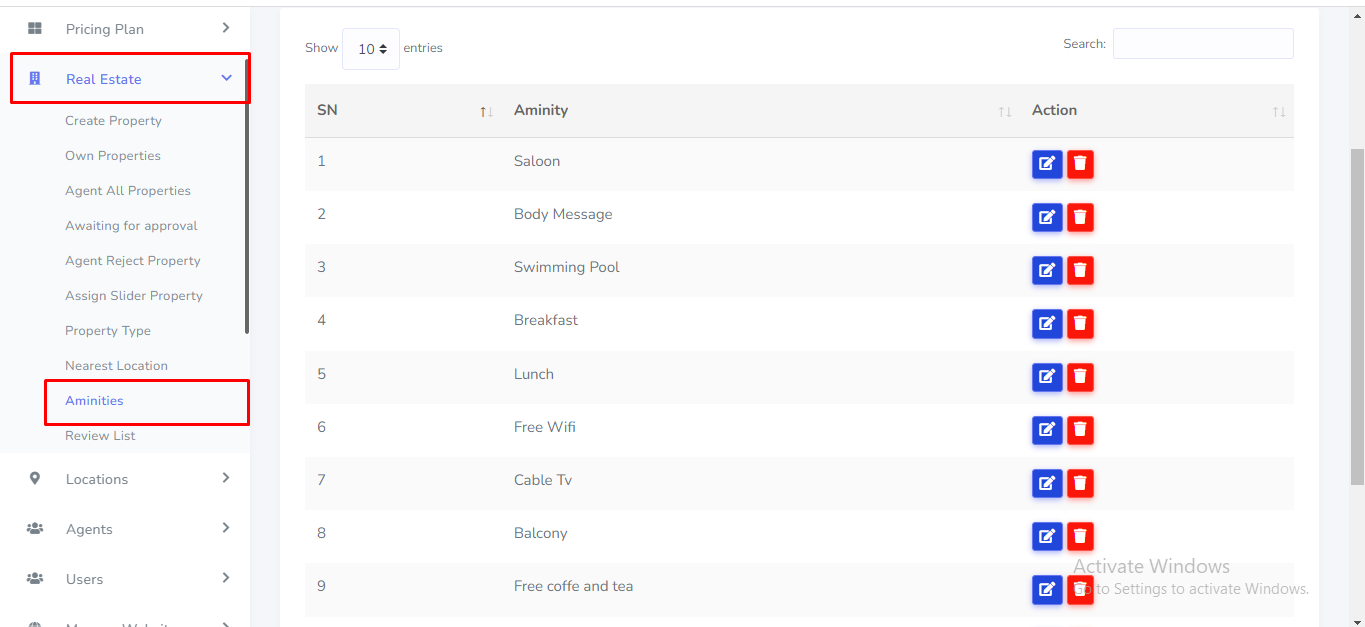 Pricing Plan
Real Estate
Create Property
Own Properties
Agent All Properties
Awaiting for approval
Agent Reject Property
Assign Slider Property
Property Type
Nearest Location
Aminities
Review List
Locations
Agents
Users
Show 10 entries
Search:
SN Aminity Action
1 Saloon
2 Body Message
3 Swimming Pool
4 Breakfast
5 Lunch
6 Free Wifi
7 Cable Tv
8 Balcony
9 Free coffe and tea
Activate Windows
Go to Settings to activate Windows.